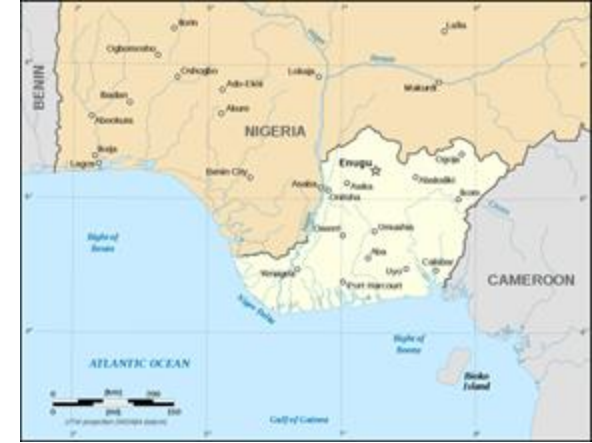 Ilorin
Lafia
Ogbomosho
Oshogbo
Lokoja
Ado-Ekiti
Makurdi
Ibadan
Akure
Abeokuta
BENIN
NIGERIA
Ikeja
Lagos
Benin City
Enugu
Ogoja
Abakaliki
Asaba
Awka
Onitsha
Ikom
Owerri
Umuahia
Bight of
Benin
Aba
Yenagoa
Uyo
Calabar
Port Harcourt
CAMEROON
Niger Delta
Bight of
Bonny
ATLANTIC OCEAN
Bioko
Island
Gulf of Guinea